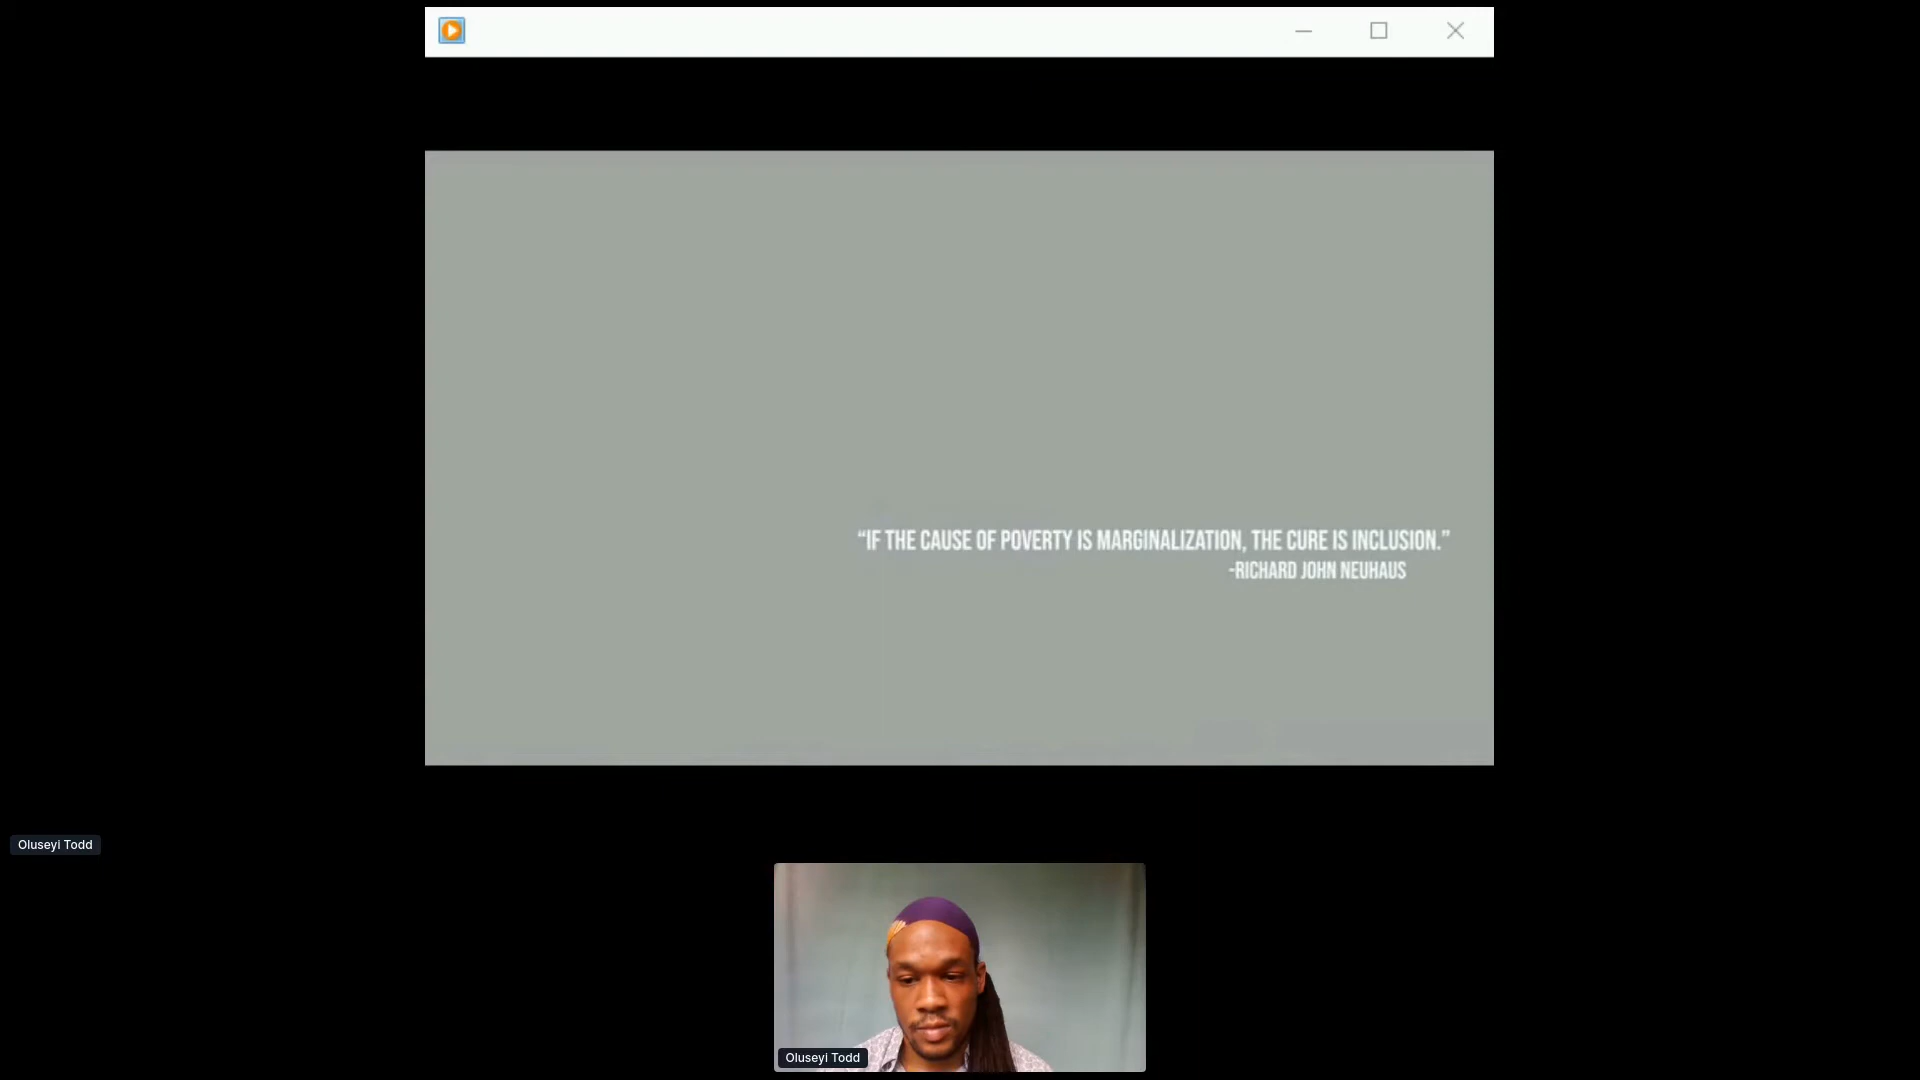 “IF THE CAUSE OF POVERTY IS MARGINALIZATION, THE CURE IS INCLUSION.”
-RICHARD JOHN NEUHAUS
Oluseyi Todd
Oluseyi Todd